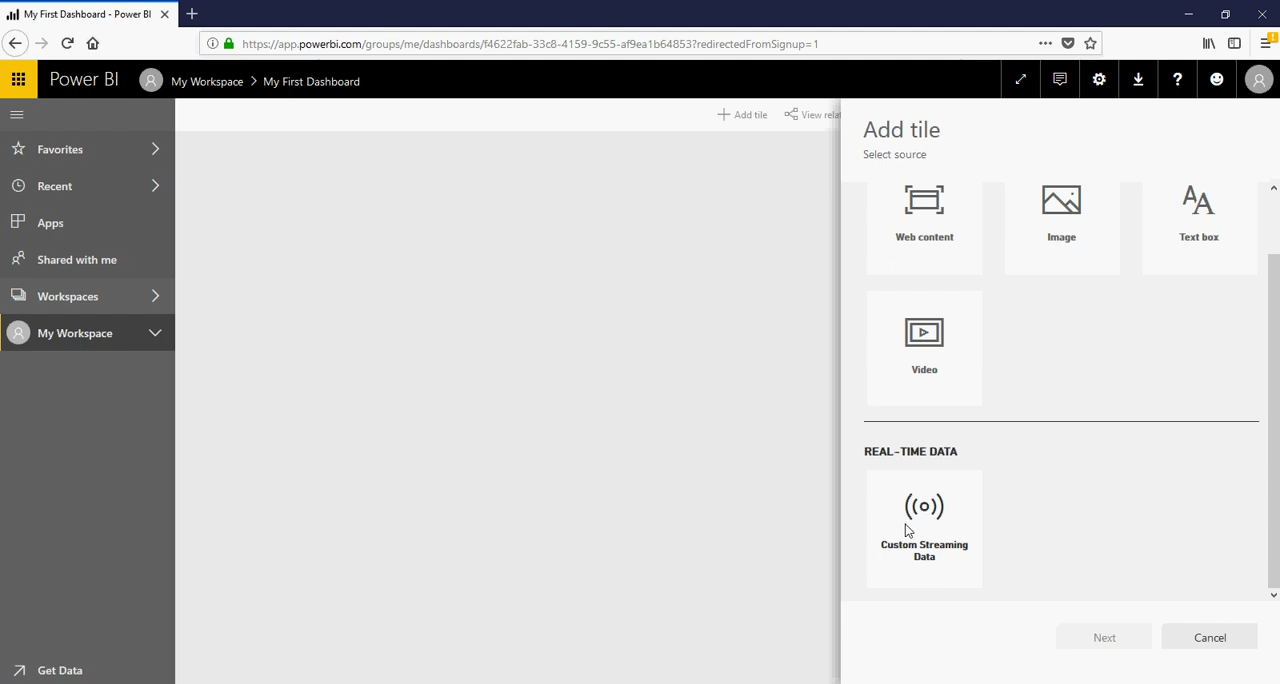 My First Dashboard - Power BI
https://app.powerbi.com/groups/me/dashboards/f4622fab-33c8-4159-9c55-af9ea1b64853?redirectedFromSignup=1
Power BI My Workspace > My First Dashboard
Add tile View rela
Favorites
Recent
Apps
Shared with me
Workspaces
My Workspace
Get Data
Add tile
Select source
Web content
Image
AA
Text box
Video
REAL-TIME DATA
Custom Streaming
Data
Next
Cancel